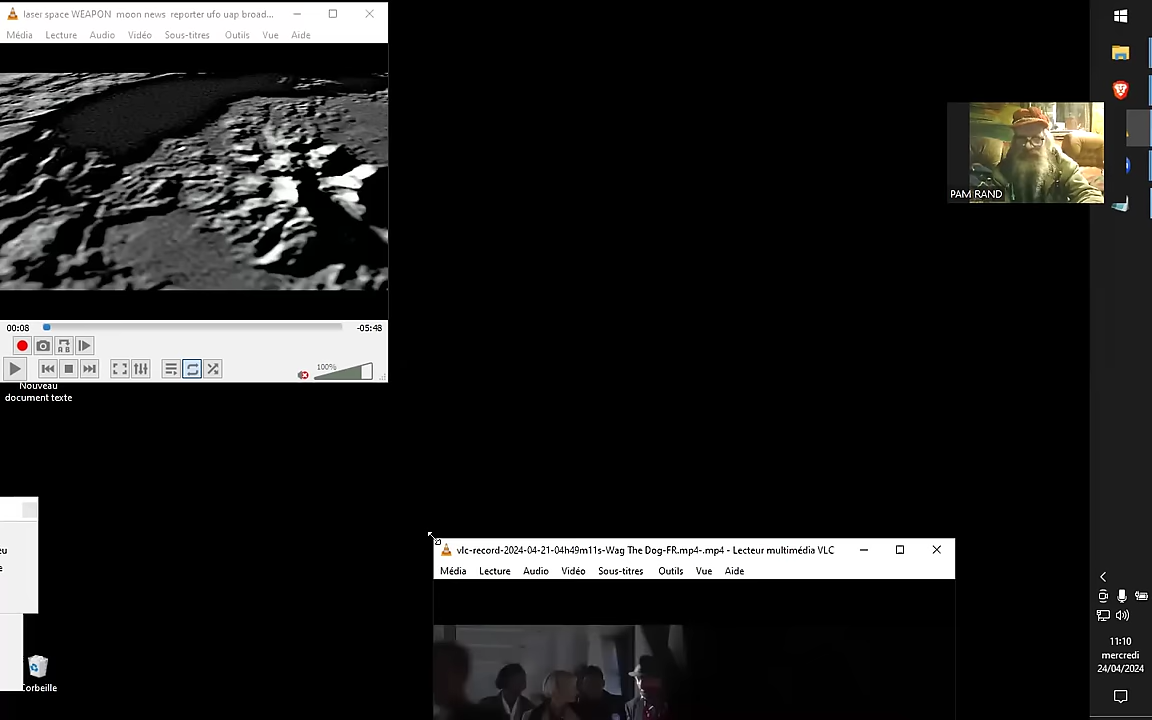 laser space WEAPON moon news reporter ufo uap broad...
Média Lecture Audio Vidéo Sous-titres Outils Vue Aide
00:08 -05:48
A B
100%
Nouveau
document texte
PAM RAND
eu
e
vlc-record-2024-04-21-04h49m11s-Wag The Dog-FR.mp4-.mp4 - Lecteur multimédia VLC
Média Lecture Audio Vidéo Sous-titres Outils Vue Aide
Corbeille
11:10
mercredi
24/04/2024